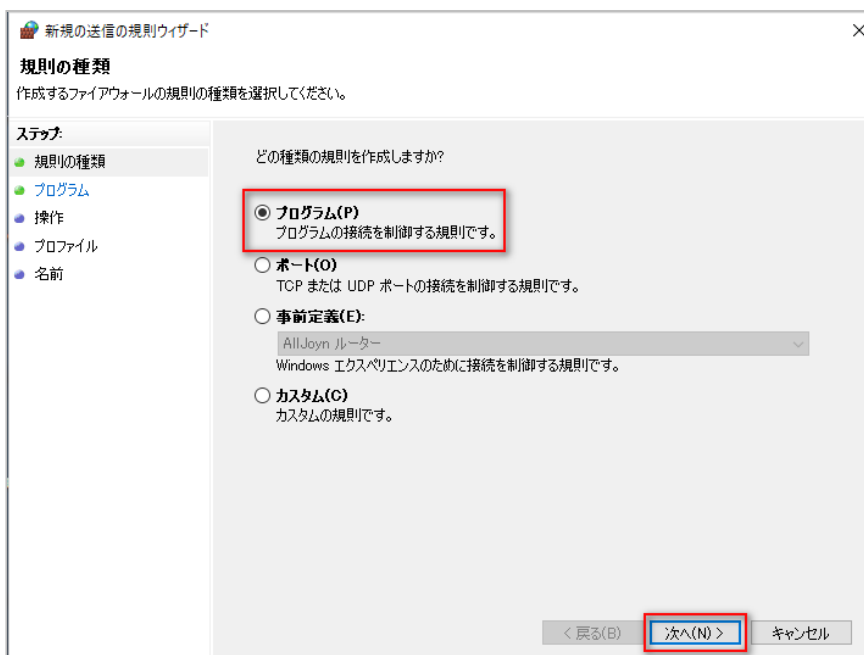 新規の送信の規則ウィザード
規則の種類
作成するファイアウォールの規則の種類を選択してください。
ステップ:
規則の種類
プログラム
操作
プロファイル
名前
どの種類の規則を作成しますか?
プログラム(P)
プログラムの接続を制御する規則です。
ポート(O)
TCP または UDP ポートの接続を制御する規則です。
事前定義(E):
AllJoyn ルーター
Windows エクスペリエンスのために接続を制御する規則です。
カスタム(C)
カスタムの規則です。
< 戻る(B) 次へ(N) > キャンセル